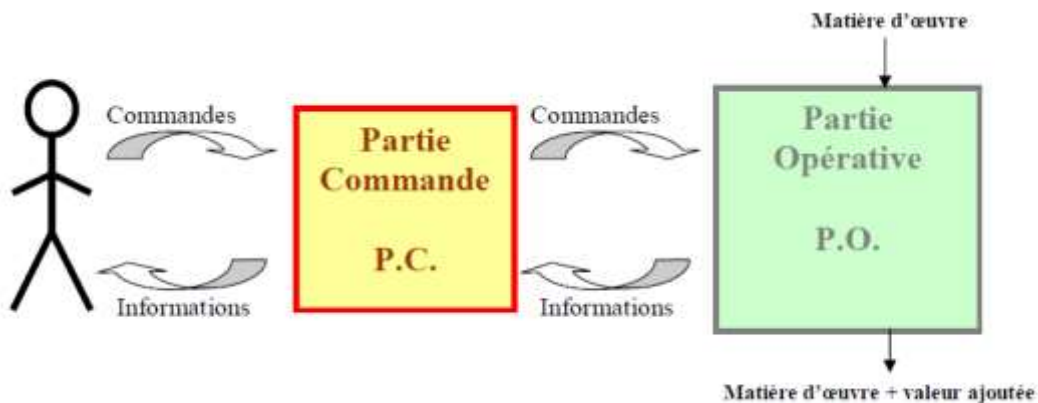 Matière d'œuvre
Commandes
Commandes
Partie
Commande
P.C.
Partie
Opérative
P.O.
Informations
Informations
Matière d'œuvre + valeur ajoutée